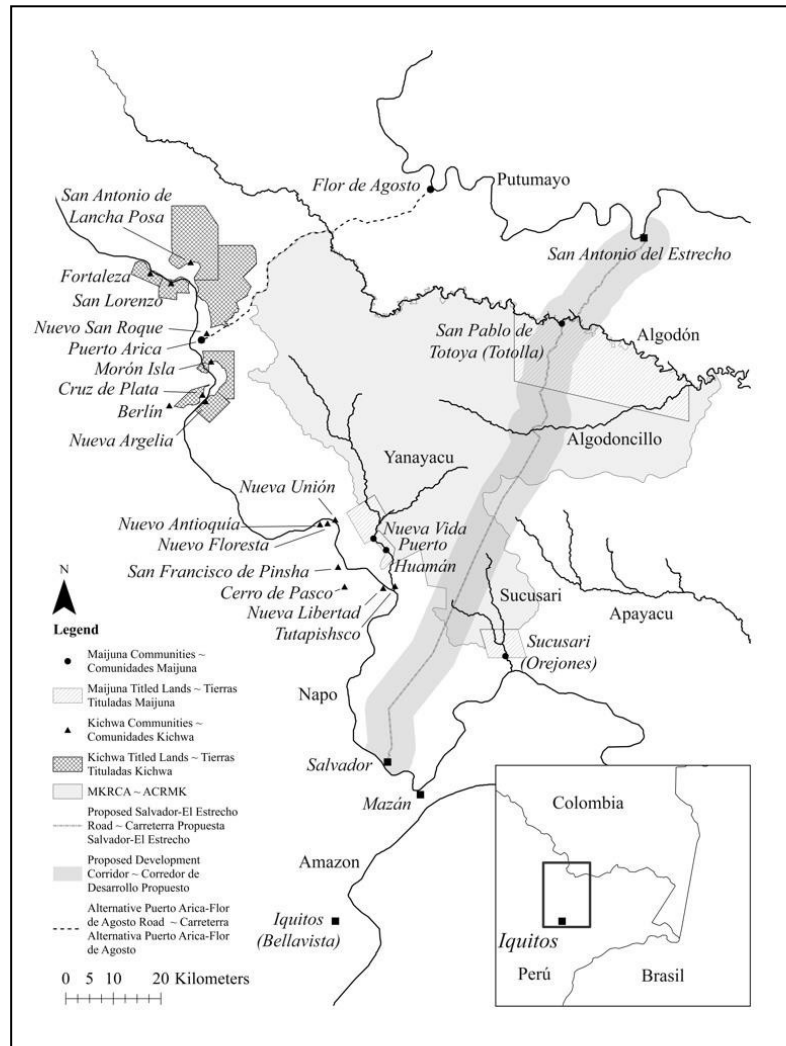 Flor de Agosto
Putumayo
San Antonio de
Lancha Posa
San Antonio del Estrecho
Fortaleza
San Lorenzo
Nuevo San Roque
Puerto Arica
Morón Isla
Cruz de Plata
Berlín
Nueva Argelia
San Pablo de
Totoya (Totolla)
Algodón
Algodoncillo
Yanayacu
Nueva Unión
Nuevo Antioquía
Nuevo Floresta
Nueva Vida
Puerto
Huamán
San Francisco de Pinsha
Cerro de Pasco
Nueva Libertad
Tutapishsco
Sucusari
Apayacu
Sucusari
(Orejones)
Napo
Salvador
Mazán
Amazon
Iquitos
(Bellavista)
N
Legend
Maijuna Communities ~
Comunidades Maijuna
Maijuna Titled Lands ~ Tierras
Tituladas Maijuna
Kichwa Communities ~
Comunidades Kichwa
Kichwa Titled Lands ~ Tierras
Tituladas Kichwa
MKRCA ~ ACRMK
Proposed Salvador-El Estrecho
Road ~ Carreterra Propuesta
Salvador-El Estrecho
Proposed Development
Corridor ~ Corredor de
Desarrollo Propuesto
Alternative Puerto Arica-Flor
de Agosto Road ~ Carreterra
Alternativa Puerto Arica-Flor
de Agosto
0 5 10 20 Kilometers
Colombia
Iquitos
Perú
Brasil